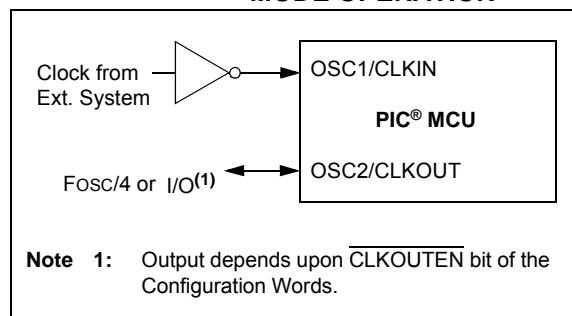 MODE OPERATION
Clock from
Ext. System
OSC1/CLKIN
PIC® MCU
FOSC/4 or I/O(1)
OSC2/CLKOUT
Note 1: Output depends upon CLKOUTEN bit of the
Configuration Words.